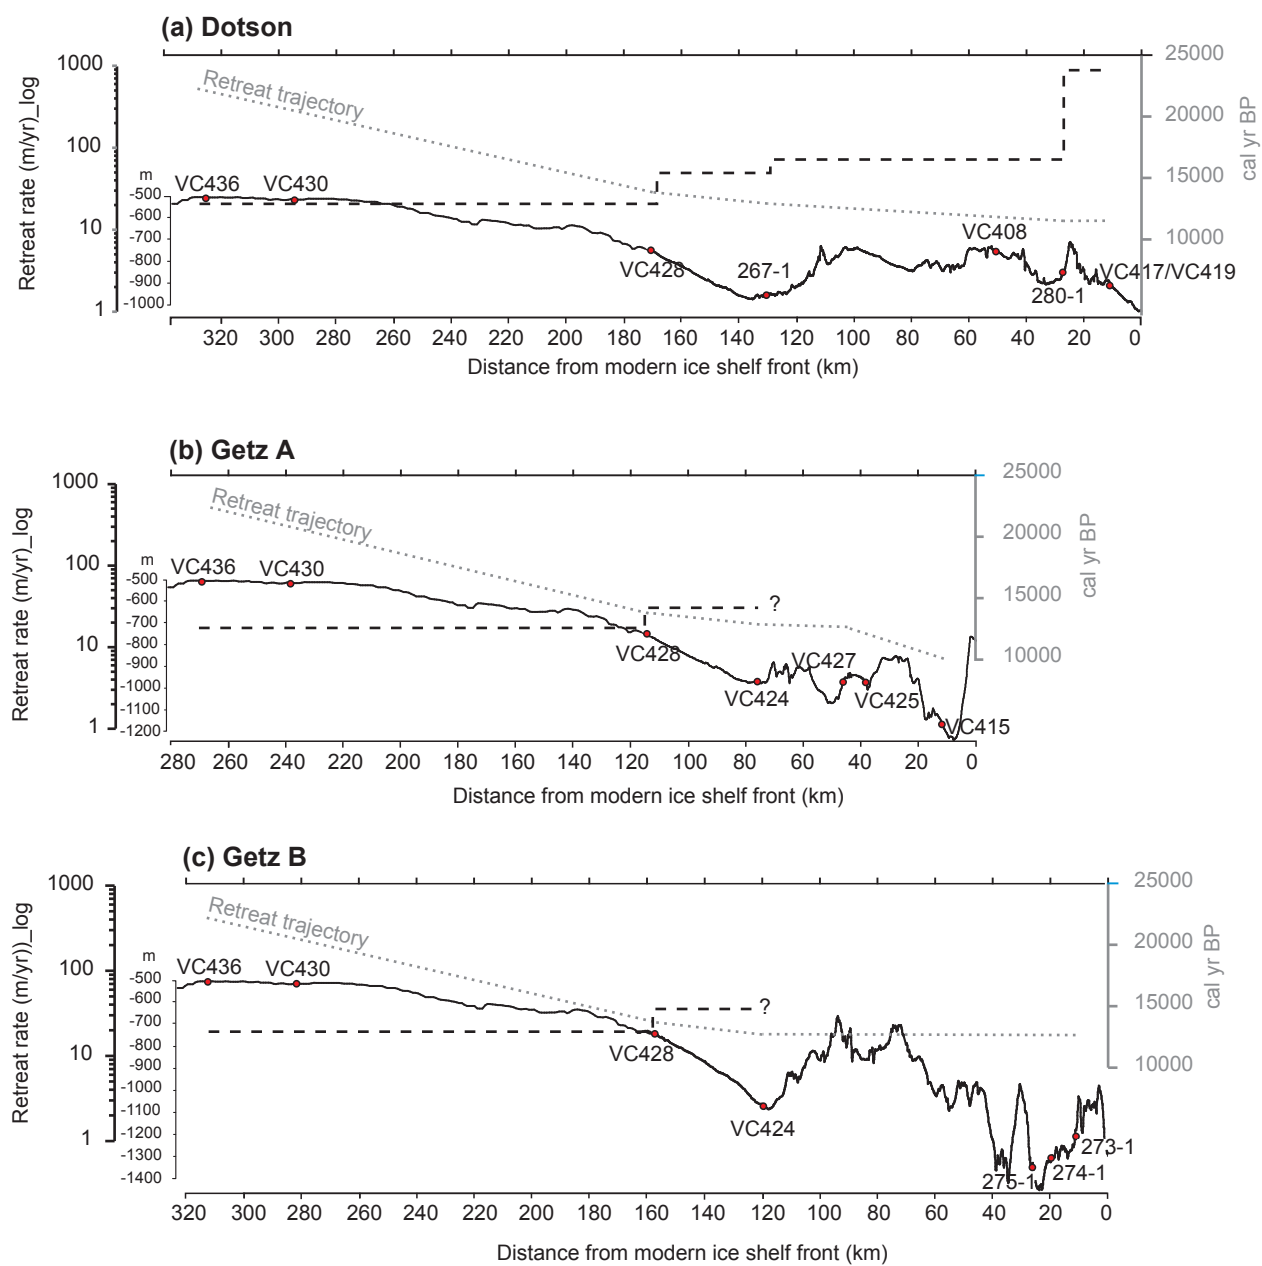 (a) Dotson
25000
1000
Retreat trajectory
20000
100
m
15000
VC436 VC430
-500
-600
10
-700
10000
VC408
-800
VC428
267-1
VC417/VC419
-900
280-1
1
-1000
Retreat rate (m/yr)_log
cal yr BP
320 300 280 260 240 220 200 180 160 140 120 100 80 60 40 20 0
Distance from modern ice shelf front (km)
(b) Getz A
25000
1000
Retreat trajectory
20000
100
m
VC436 VC430
-500
15000
-600
?
-700
10
-800
VC428
VC427
10000
-900
-1000
VC424
VC425
-1100
1
-1200
VC415
Retreat rate (m/yr)_log
cal yr BP
280 260 240 220 200 180 160 140 120 100 80 60 40 20 0
Distance from modern ice shelf front (km)
(c) Getz B
25000
1000
Retreat trajectory
20000
m
100
VC436 VC430
-500
-600
?
15000
-700
-800
VC428
10
-900
10000
-1000
-1100
VC424
1
-1200
273-1
-1300
274-1
-1400
275-1
Retreat rate (m/yr))_log
cal yr BP
320 300 280 260 240 220 200 180 160 140 120 100 80 60 40 20 0
Distance from modern ice shelf front (km)